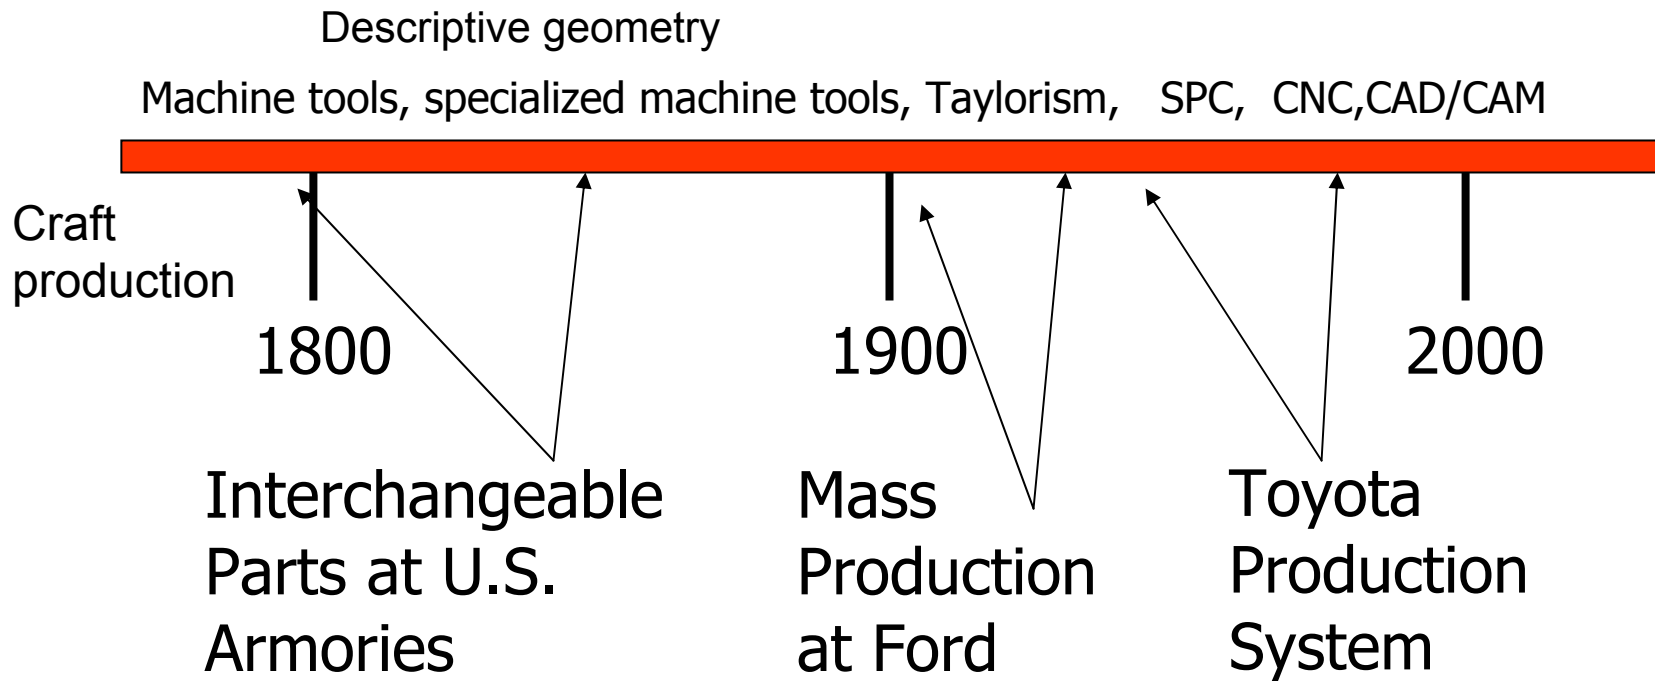 Descriptive geometry
Machine tools, specialized machine tools, Taylorism, SPC, CNC,CAD/CAM
Craft
production
1800
1900
2000
Interchangeable
Parts at U.S.
Armories
Mass
Production
at Ford
Toyota
Production
System